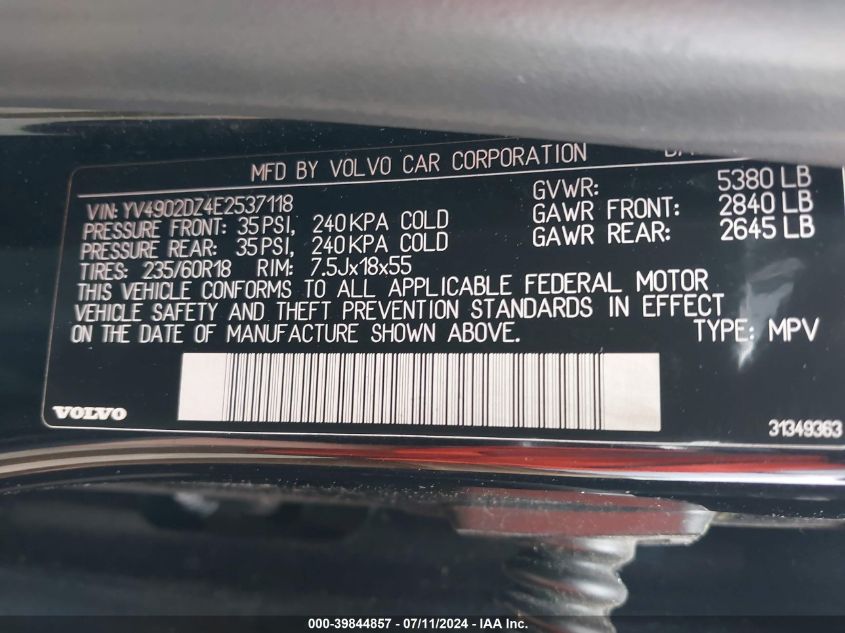 MFD BY VOLVO CAR CORPORATION
VIN: YV4902DZ4E2537118
PRESSURE FRONT: 35 PSI, 240 KPA COLD
PRESSURE REAR: 35 PSI, 240 KPA COLD
TIRES: 235/60R18 RIM: 7.5Jx18x55
GVWR: 5380 LB
GAWR FRONT: 2840 LB
GAWR REAR: 2645 LB
THIS VEHICLE CONFORMS TO ALL APPLICABLE FEDERAL MOTOR
VEHICLE SAFETY AND THEFT PREVENTION STANDARDS IN EFFECT
ON THE DATE OF MANUFACTURE SHOWN ABOVE.
TYPE: MPV
VOLVO
31349363
000-39844857 - 07/11/2024 - IAA Inc.